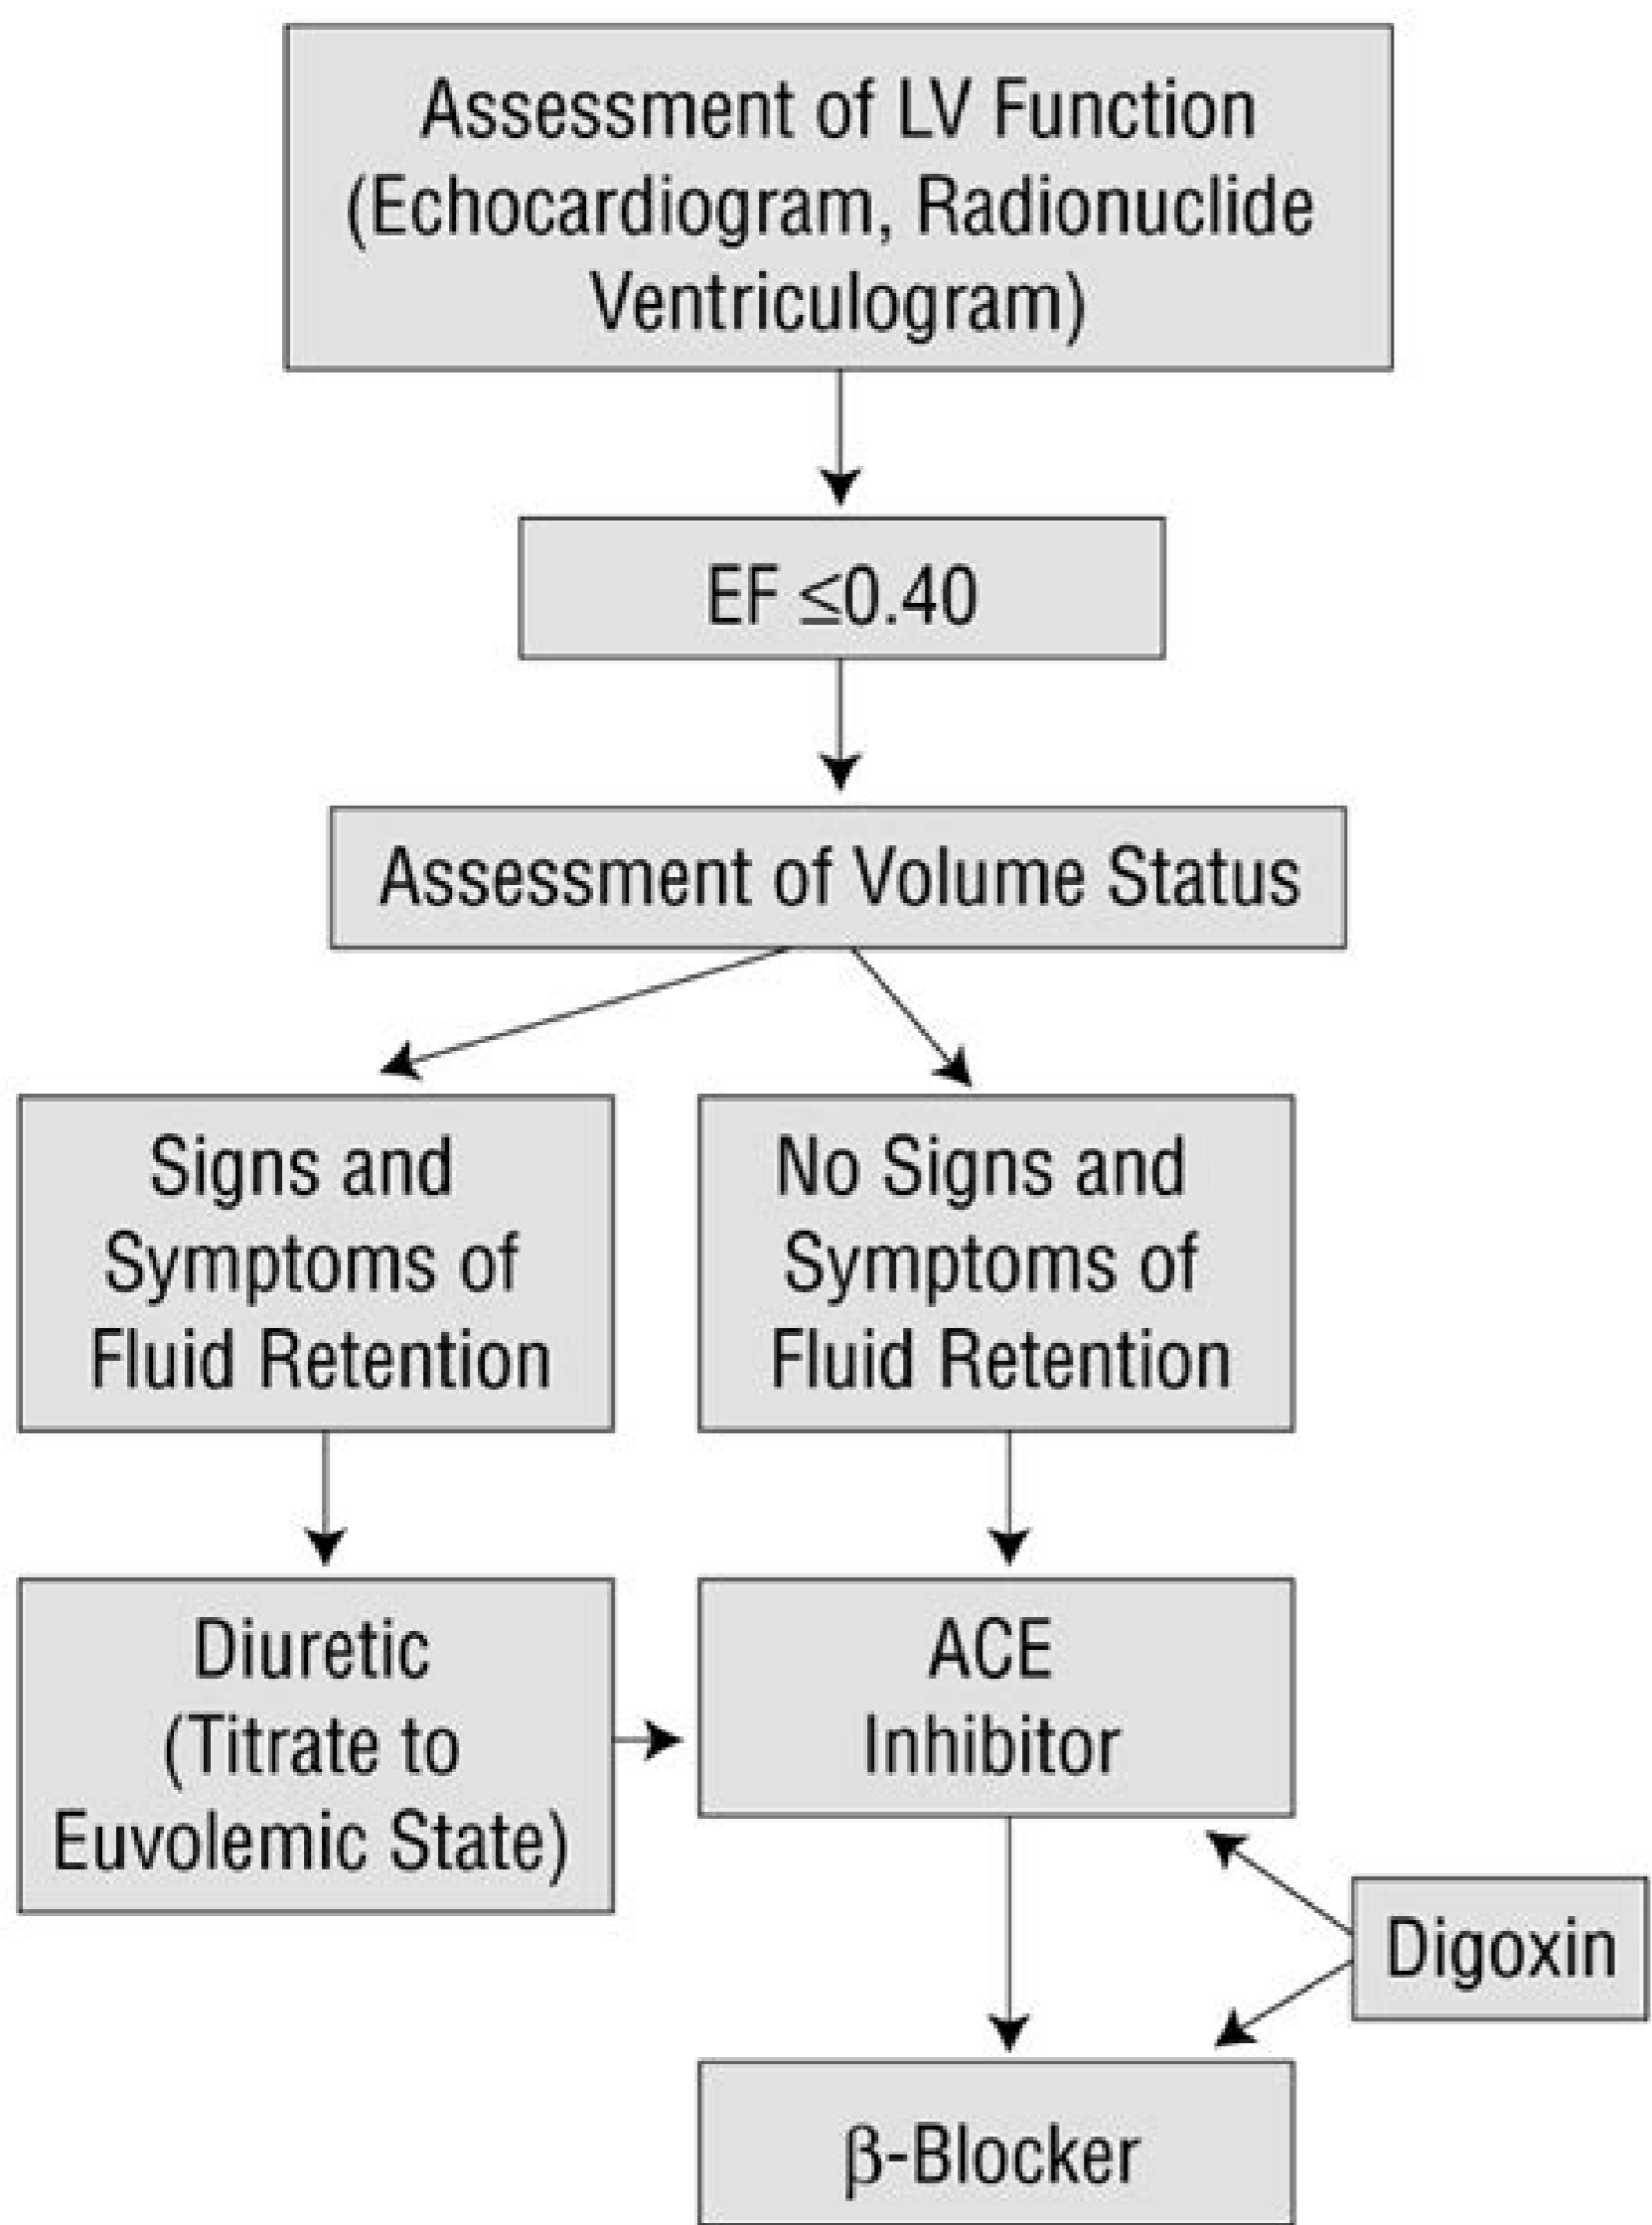 Assessment of LV Function
(Echocardiogram, Radionuclide
Ventriculogram)
EF ≤0.40
Assessment of Volume Status
Signs and
Symptoms of
Fluid Retention
No Signs and
Symptoms of
Fluid Retention
Diuretic
(Titrate to
Euvolemic State)
ACE
Inhibitor
Digoxin
β-Blocker